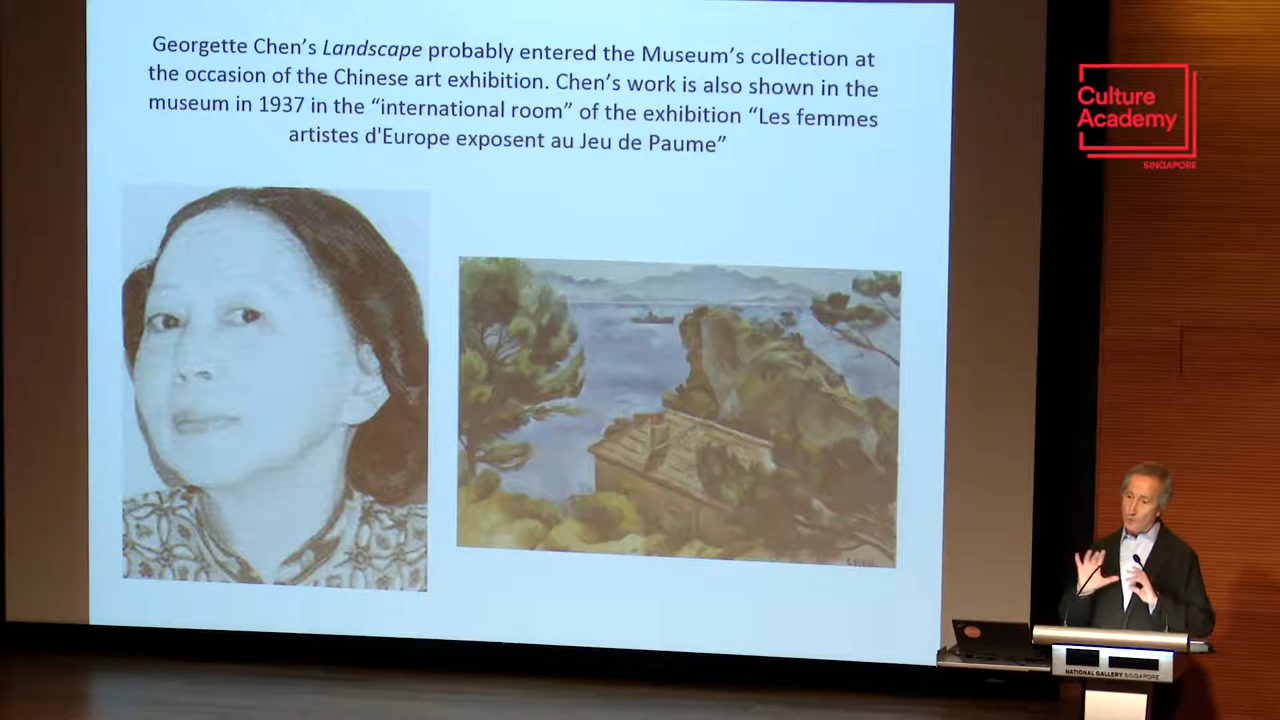 Georgette Chen's Landscape probably entered the Museum's collection at
the occasion of the Chinese art exhibition. Chen's work is also shown in the
museum in 1937 in the “international room” of the exhibition “Les femmes
artistes d'Europe exposent au Jeu de Paume”
Culture
Academy
SINGAPORE
NATIONAL GALLERY SINGAPORE